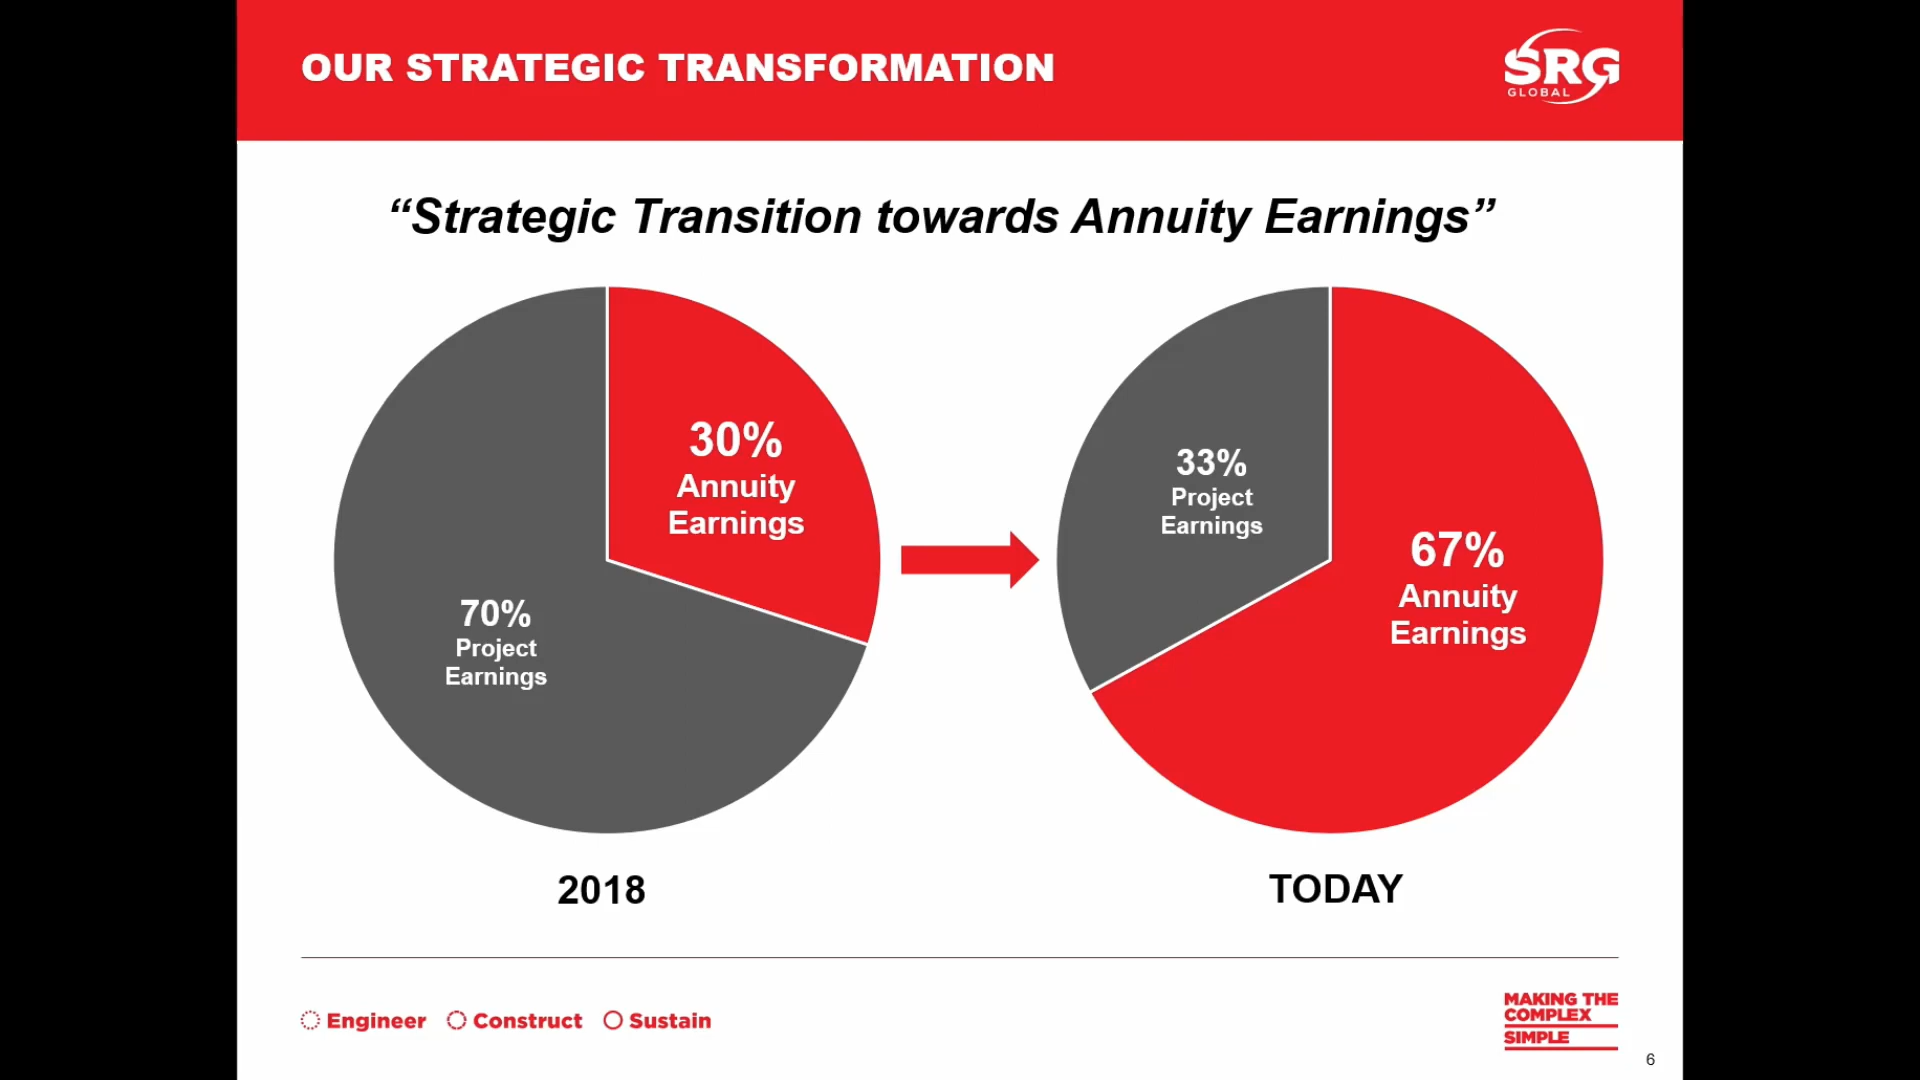 OUR STRATEGIC TRANSFORMATION
SRG
GLOBAL
“Strategic Transition towards Annuity Earnings”
30%
Annuity
Earnings
70%
Project
Earnings
33%
Project
Earnings
67%
Annuity
Earnings
2018
TODAY
Engineer Construct Sustain
MAKING THE
COMPLEX
SIMPLE
6